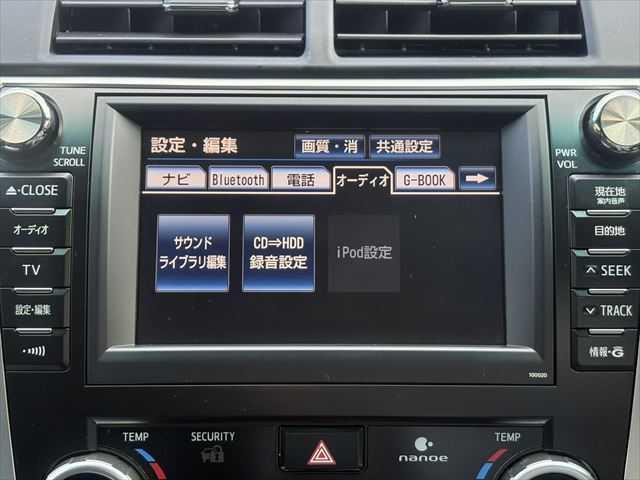 設定・編集 画質・消 共通設定
ナビ Bluetooth 電話 オーディオ G-BOOK
サウンド
ライブラリ編集
CD⇒HDD
録音設定
iPod設定
TUNE
SCROLL
CLOSE
オーディオ
TV
設定・編集
PWR
VOL
現在地
案内音声
目的地
SEEK
TRACK
情報・G
100020
TEMP SECURITY nanoe TEMP